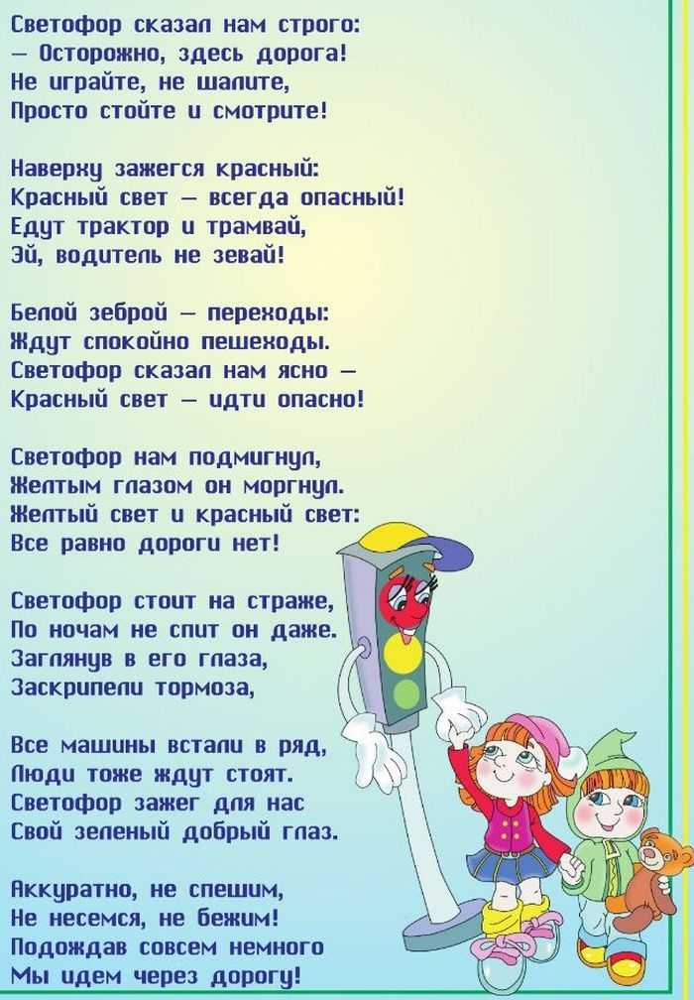 Светофор сказал нам строго:
– Осторожно, здесь дорога!
Не играйте, не шалите,
Просто стойте и смотрите!

Наверху зажегся красный:
Красный свет – всегда опасный!
Едут трактор и трамвай,
Эй, водитель не зевай!

Белой зеброй – переходы:
Ждут спокойно пешеходы.
Светофор сказал нам ясно –
Красный свет – идти опасно!

Светофор нам подмигнул,
Желтым глазом он моргнул.
Желтый свет и красный свет:
Все равно дороги нет!

Светофор стоит на страже,
По ночам не спит он даже.
Заглянув в его глаза,
Заскрипели тормоза,

Все машины встали в ряд,
Люди тоже ждут стоят.
Светофор зажег для нас
Свой зеленый добрый глаз.

Аккуратно, не спешим,
Не несемся, не бежим!
Подождав совсем немного
Мы идем через дорогу!